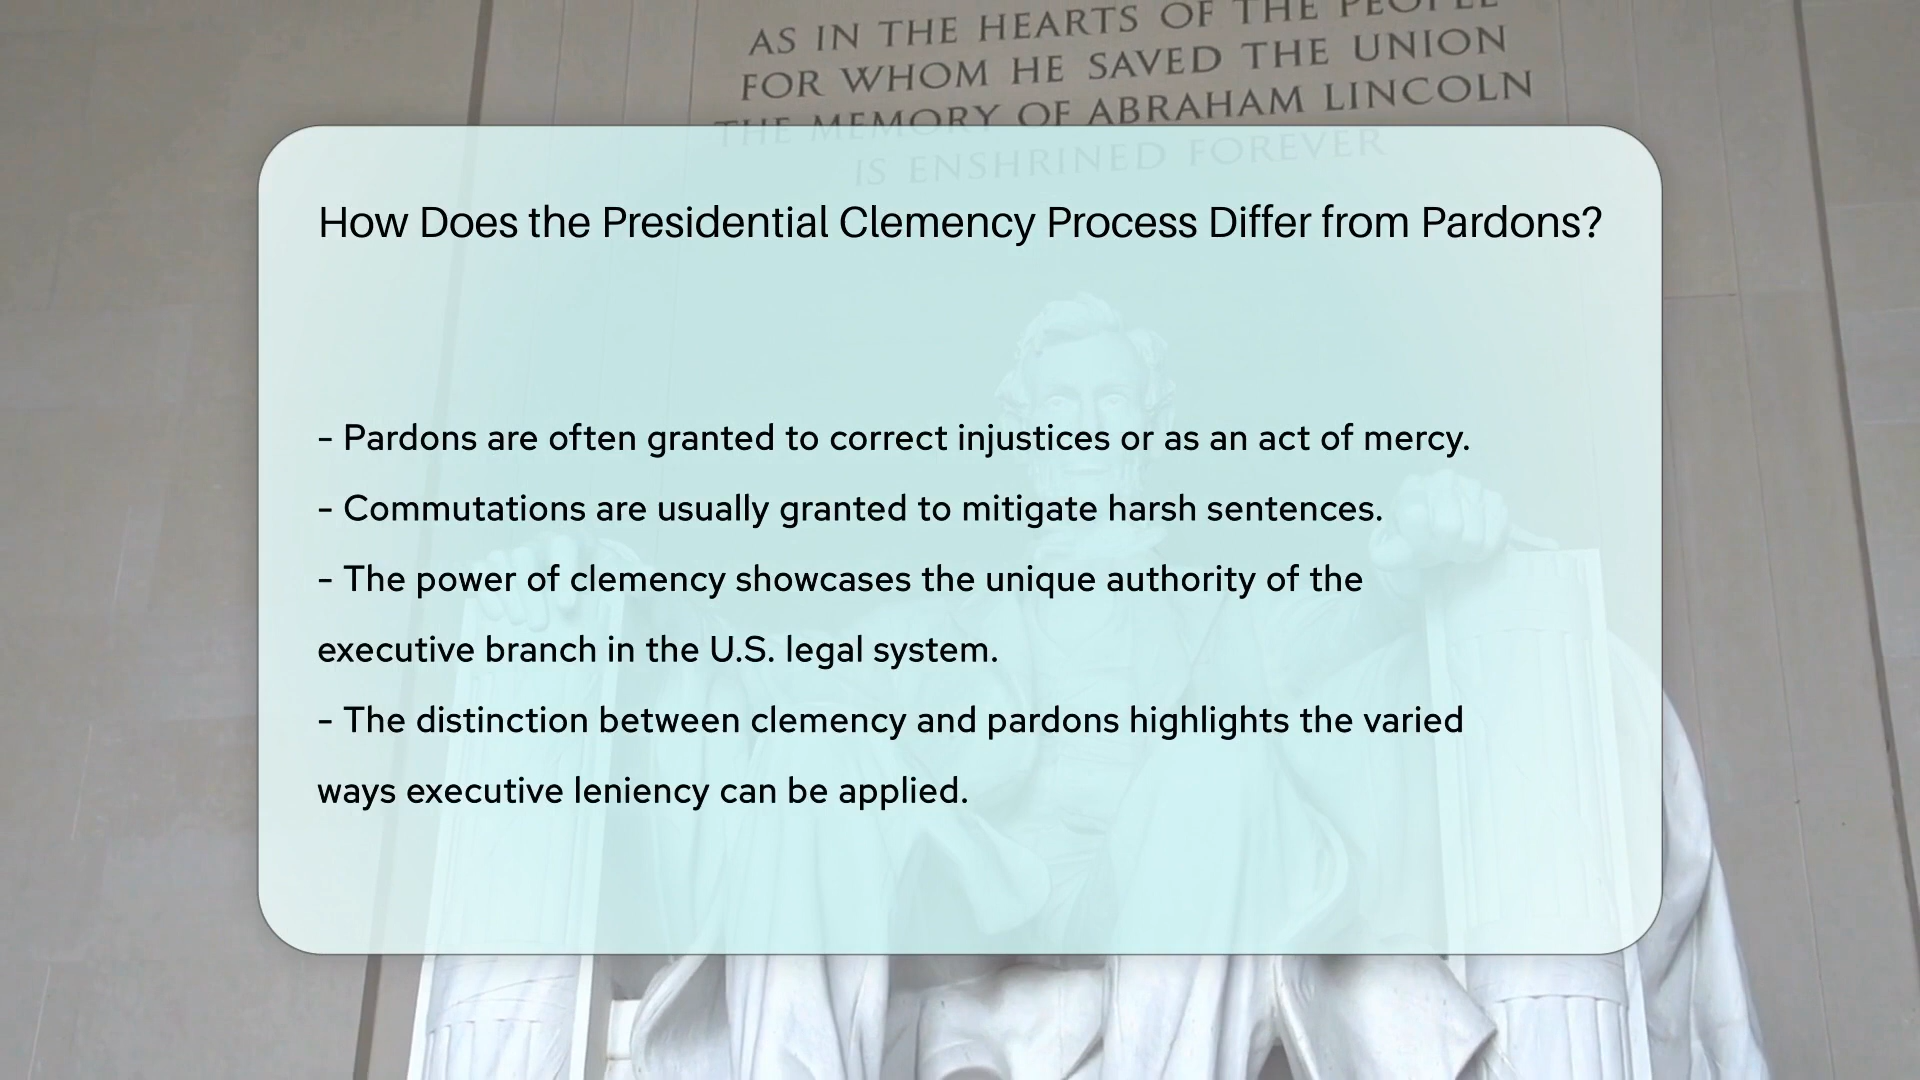 AS IN THE HEARTS OF THE PEOPLE
FOR WHOM HE SAVED THE UNION
THE MEMORY OF ABRAHAM LINCOLN
IS ENSHRINED FOREVER
How Does the Presidential Clemency Process Differ from Pardons?
- Pardons are often granted to correct injustices or as an act of mercy.
- Commutations are usually granted to mitigate harsh sentences.
- The power of clemency showcases the unique authority of the
executive branch in the U.S. legal system.
- The distinction between clemency and pardons highlights the varied
ways executive leniency can be applied.